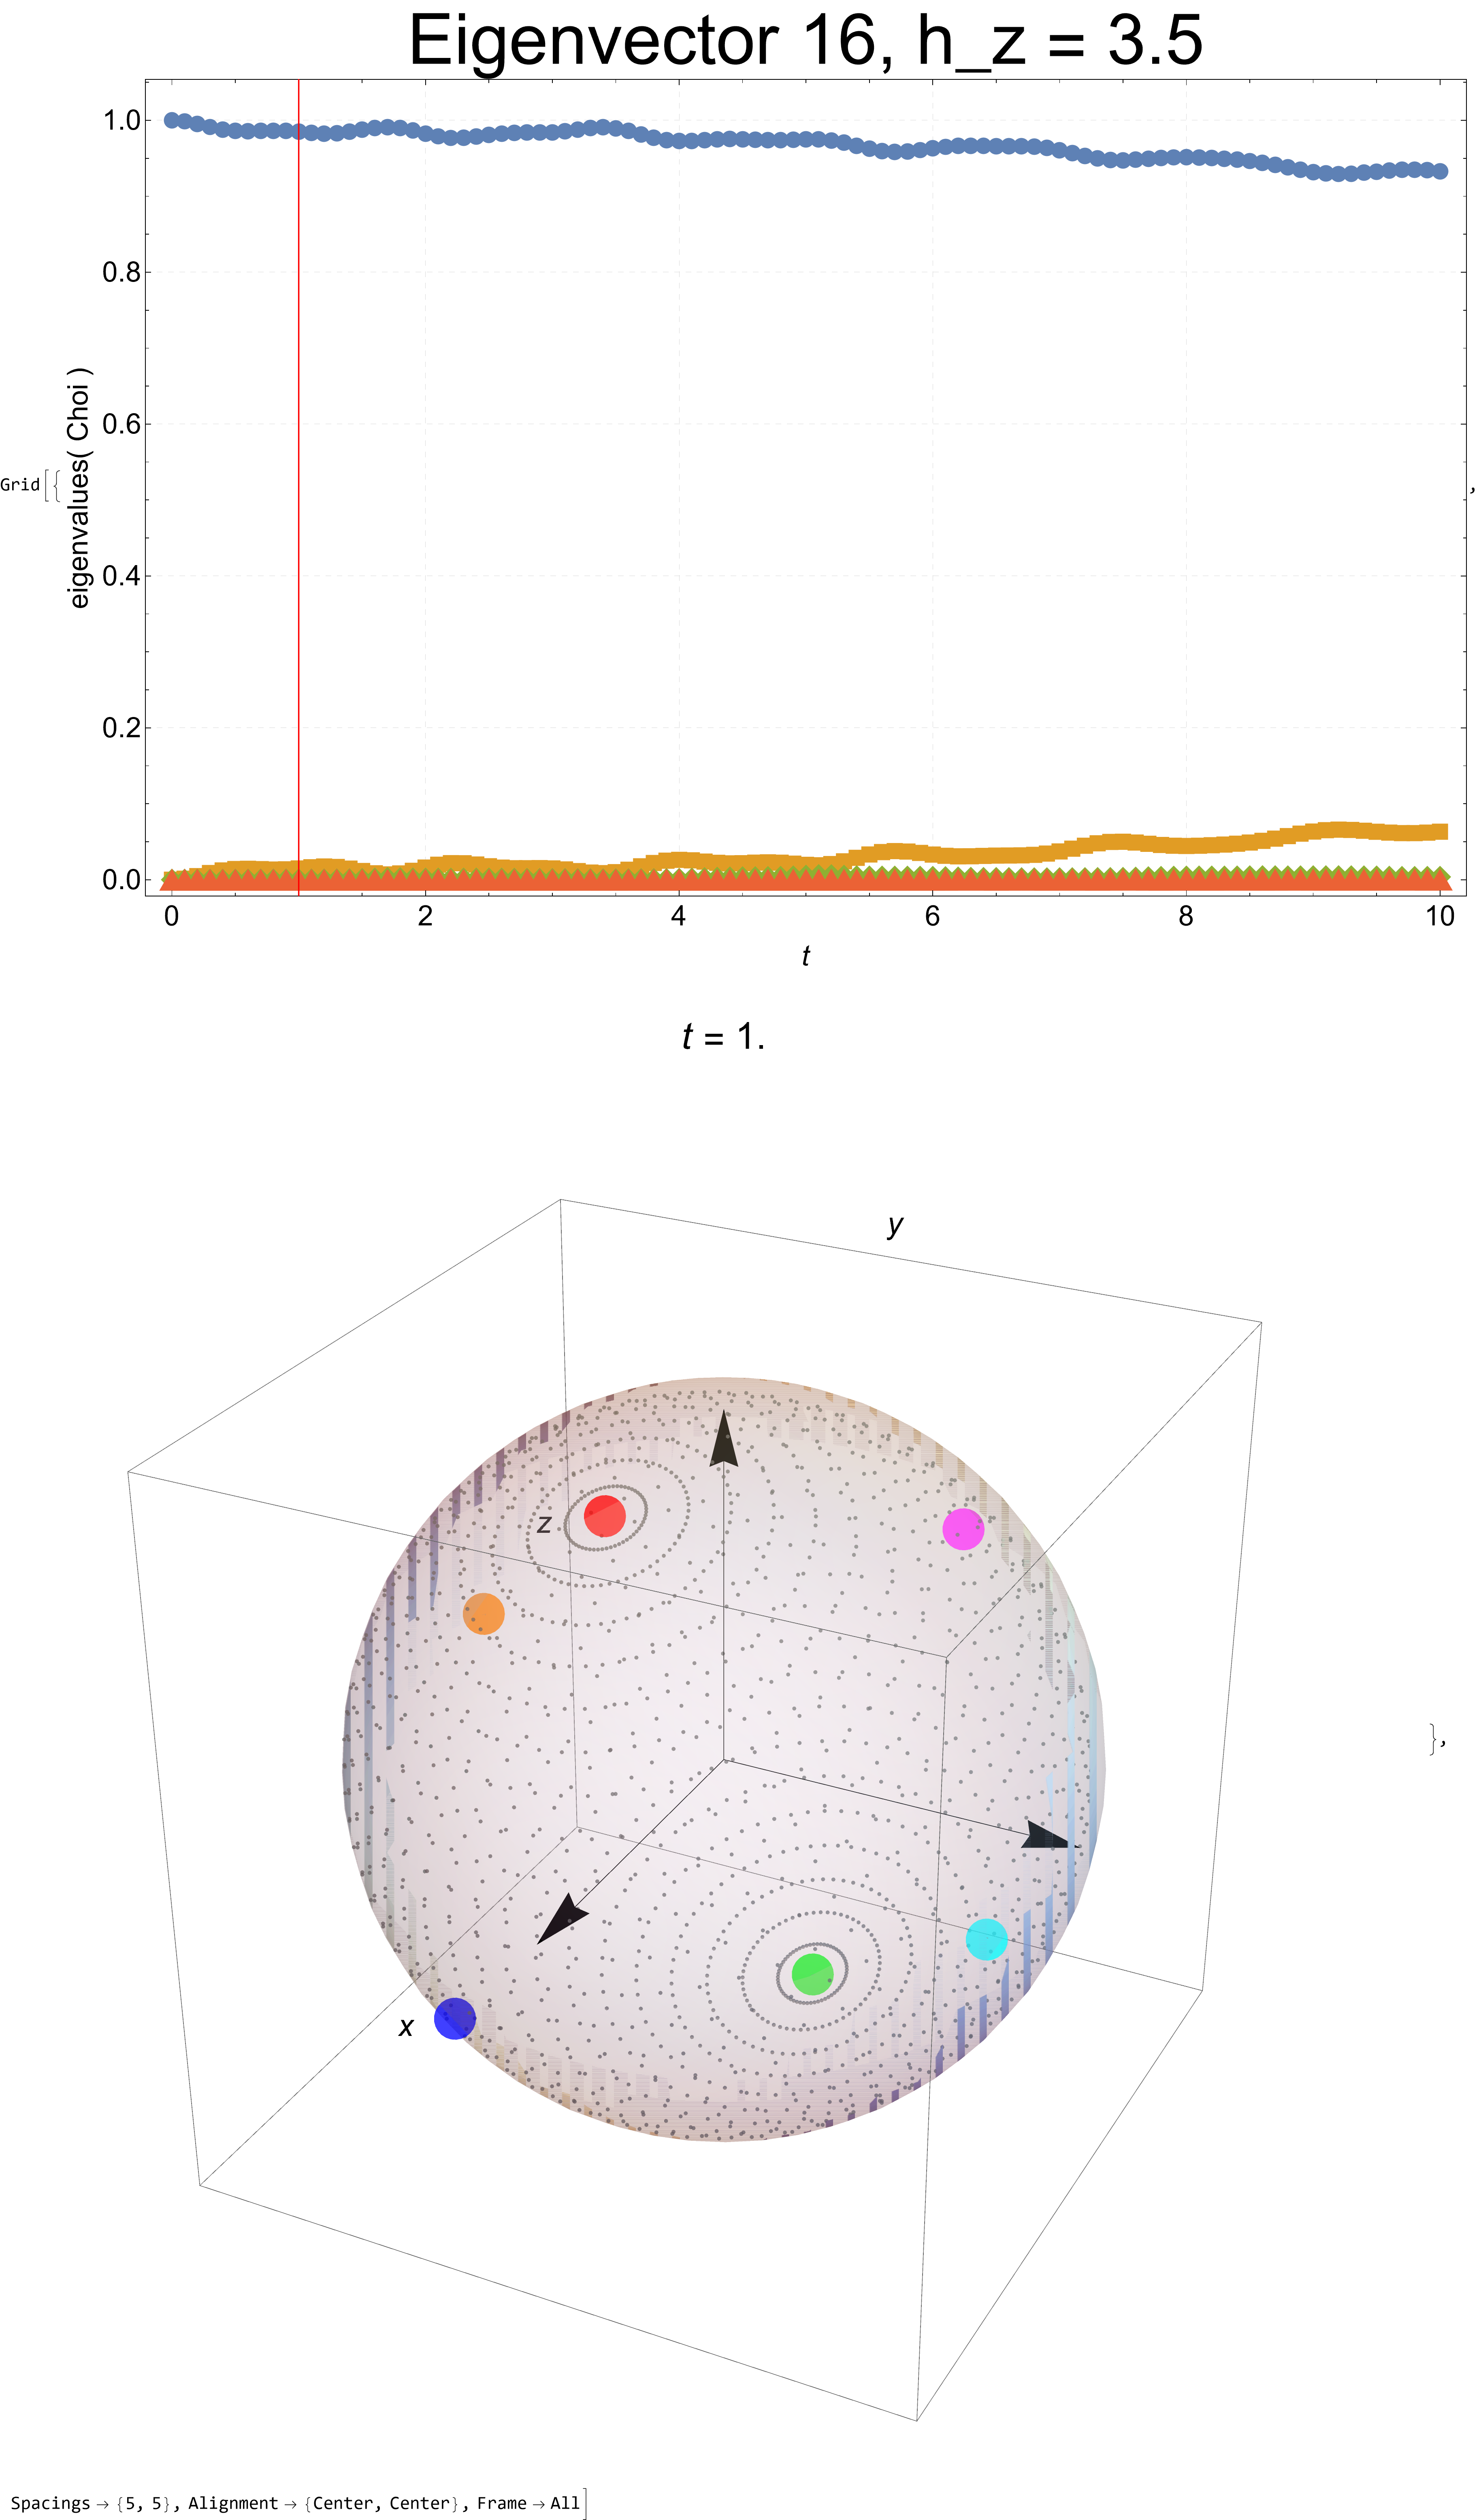 Eigenvector 16, h_z = 3.5
1.0
0.8
0.6
0.4
0.2
0.0
eigenvalues( Choi )
Grid[{
,
0 2 4 6 8 10
t
t = 1.
y
z
x
},
Spacings → {5, 5}, Alignment → {Center, Center}, Frame → All]